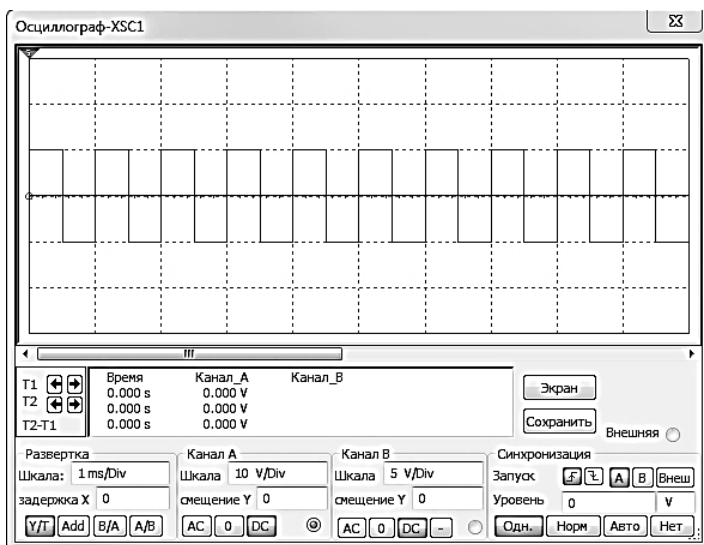 Осциллограф-XSC1
T1
T2
T2-T1
Время Канал_A Канал_B
0.000 s 0.000 V
0.000 s 0.000 V
0.000 s 0.000 V
Экран
Сохранить
Внешняя
Развертка
Шкала: 1 ms/Div
задержка X 0
Y/T Add B/A A/B
Канал A
Шкала 10 V/Div
смещение Y 0
AC 0 DC
Канал B
Шкала 5 V/Div
смещение Y 0
AC 0 DC -
Синхронизация
Запуск A B Внеш
Уровень 0 V
Одн. Норм Авто Нет